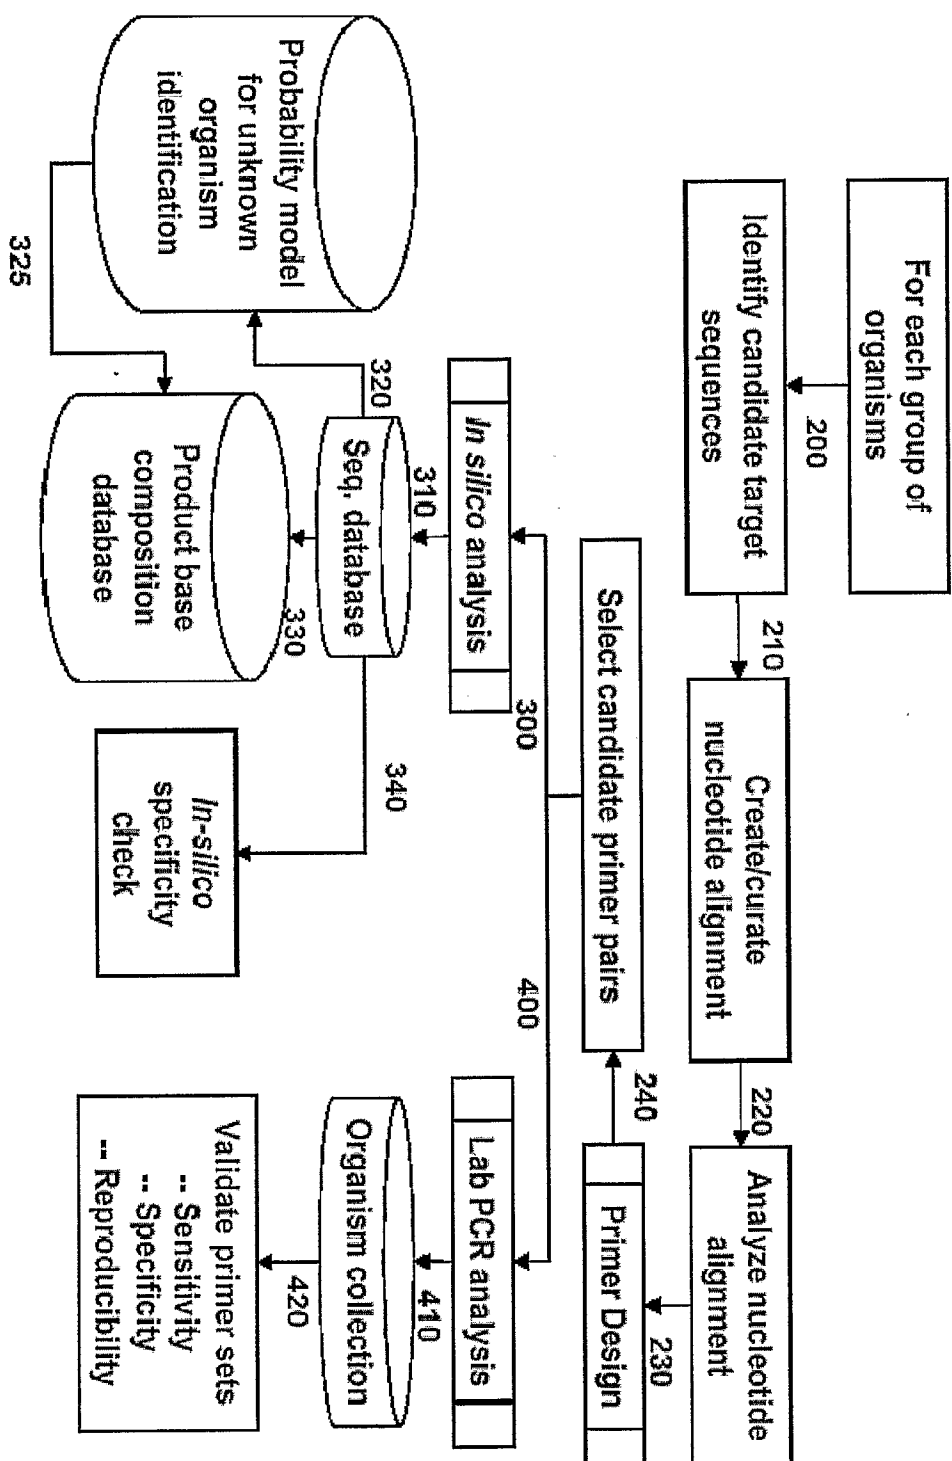 For each group of
organisms
200
Identify candidate target
sequences
210
Create/curate
nucleotide alignment
220
Analyze nucleotide
alignment
230
Primer Design
240
Select candidate primer pairs
300
400
In silico analysis
310
Seq. database
320
Probability model
for unknown
organism
identification
325
330
Product base
composition
database
340
In-silico
specificity
check
Lab PCR analysis
410
Organism collection
420
Validate primer sets
-- Sensitivity
-- Specificity
-- Reproducibility